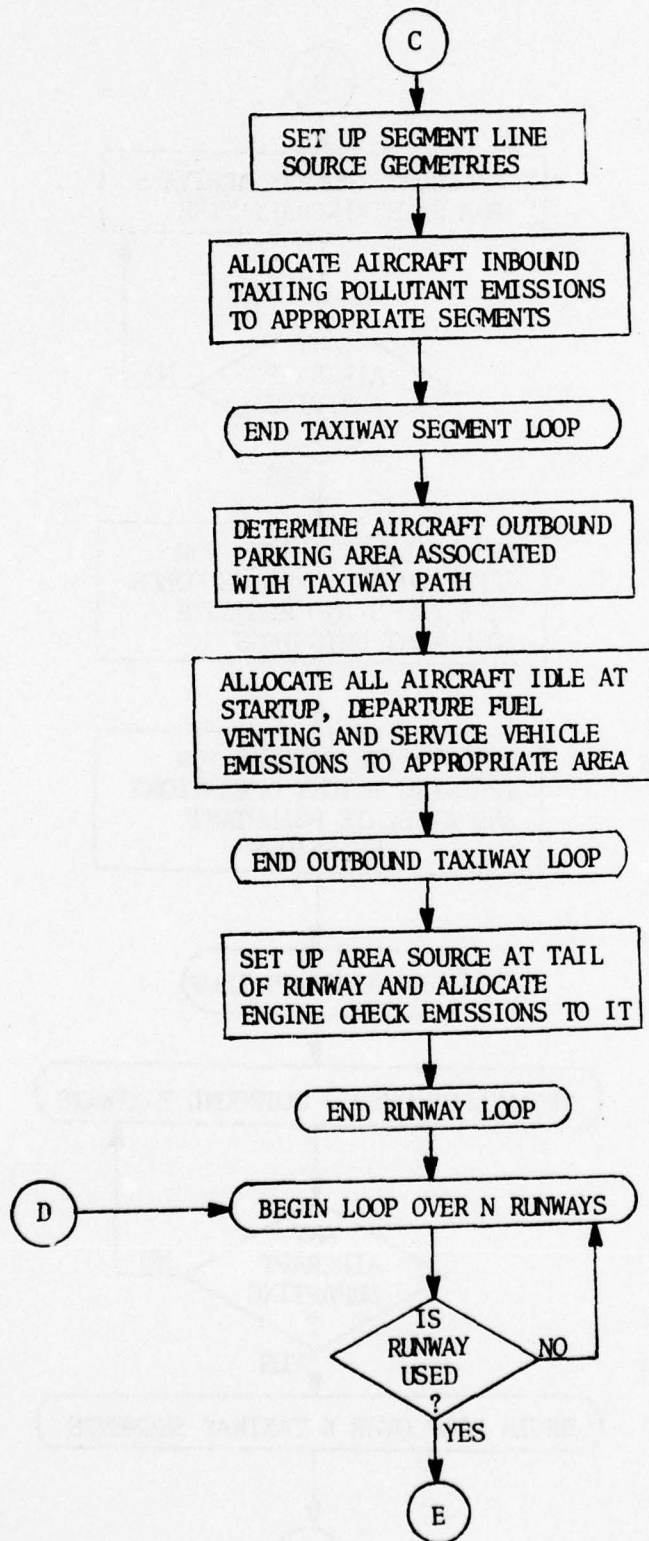 C
SET UP SEGMENT LINE
SOURCE GEOMETRIES
ALLOCATE AIRCRAFT INBOUND
TAXIING POLLUTANT EMISSIONS
TO APPROPRIATE SEGMENTS
END TAXIWAY SEGMENT LOOP
DETERMINE AIRCRAFT OUTBOUND
PARKING AREA ASSOCIATED
WITH TAXIWAY PATH
ALLOCATE ALL AIRCRAFT IDLE AT
STARTUP, DEPARTURE FUEL
VENTING AND SERVICE VEHICLE
EMISSIONS TO APPROPRIATE AREA
END OUTBOUND TAXIWAY LOOP
SET UP AREA SOURCE AT TAIL
OF RUNWAY AND ALLOCATE
ENGINE CHECK EMISSIONS TO IT
END RUNWAY LOOP
D
BEGIN LOOP OVER N RUNWAYS
IS
RUNWAY
USED
?
NO
YES
E